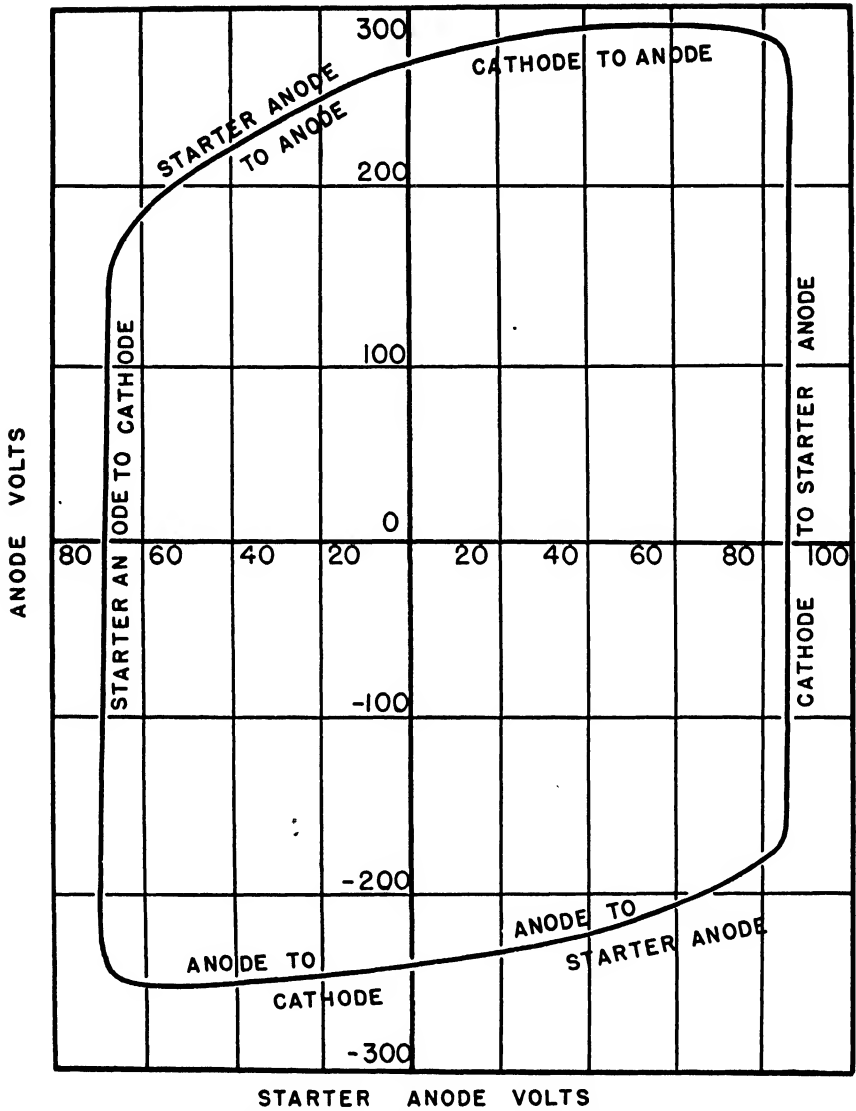 300
CATHODE TO ANODE
STARTER ANODE
TO ANODE
200
100
STARTER AN ODE TO CATHODE
CATHODE TO STARTER ANODE
ANODE VOLTS
0
80 60 40 20 20 40 60 80 100
-100
-200
ANODE TO
STARTER ANODE
ANODE TO
CATHODE
-300
STARTER ANODE VOLTS